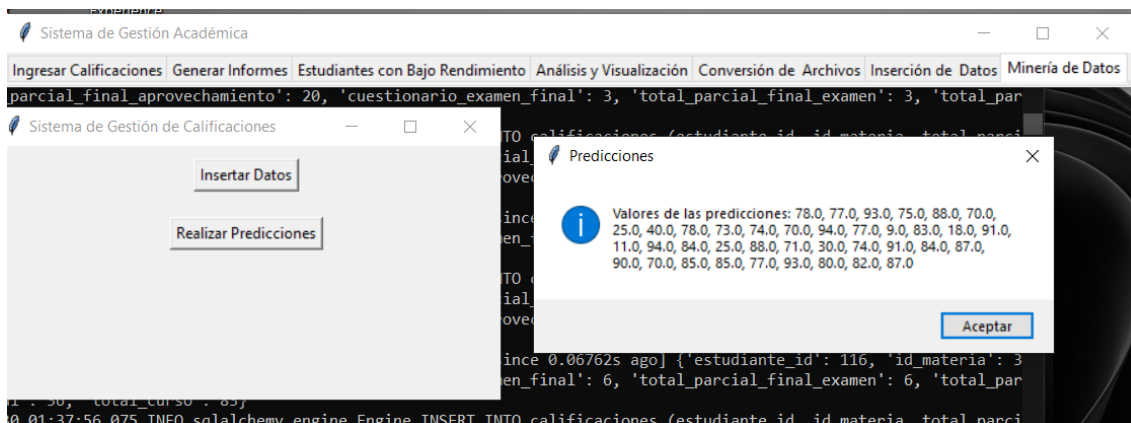 Experience
Sistema de Gestión Académica
Ingresar Calificaciones Generar Informes Estudiantes con Bajo Rendimiento Análisis y Visualización Conversión de Archivos Inserción de Datos Minería de Datos
parcial_final_aprovechamiento': 20, 'cuestionario_examen_final': 3, 'total_parcial_final_examen': 3, 'total_par
Sistema de Gestión de Calificaciones
Insertar Datos
Realizar Predicciones
Predicciones
Valores de las predicciones: 78.0, 77.0, 93.0, 75.0, 88.0, 70.0,
25.0, 40.0, 78.0, 73.0, 74.0, 70.0, 94.0, 77.0, 9.0, 83.0, 18.0, 91.0,
11.0, 94.0, 84.0, 25.0, 88.0, 71.0, 30.0, 74.0, 91.0, 84.0, 87.0,
90.0, 70.0, 85.0, 85.0, 77.0, 93.0, 80.0, 82.0, 87.0
Aceptar
ince 0.06762s ago] {'estudiante_id': 116, 'id_materia': 3
en_final': 6, 'total_parcial_final_examen': 6, 'total_par
01:37:56,075 INFO sqlalchemy.engine.Engine INSERT INTO calificaciones (estudiante_id, id_materia, total_parci